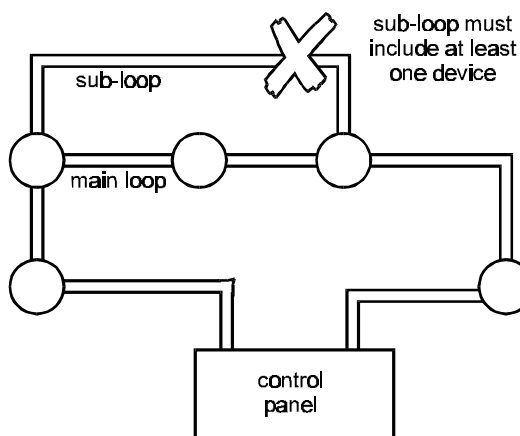 sub-loop must
include at least
one device
sub-loop
main loop
control
panel